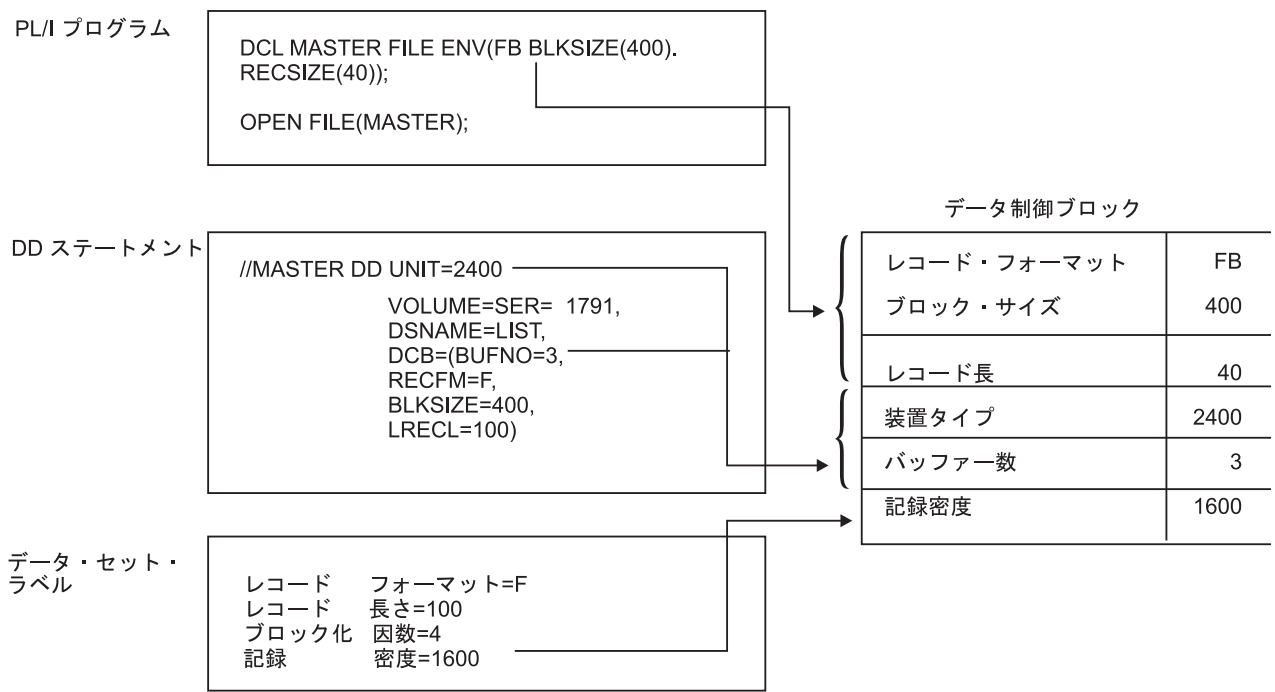 PL/I プログラム
DCL MASTER FILE ENV(FB BLKSIZE(400).
RECSIZE(40));
OPEN FILE(MASTER);
DD ステートメント
//MASTER DD UNIT=2400
VOLUME=SER= 1791,
DSNAME=LIST,
DCB=(BUFNO=3,
RECFM=F,
BLKSIZE=400,
LRECL=100)
データ・セット・
ラベル
レコード フォーマット=F
レコード 長さ=100
ブロック化 因数=4
記録 密度=1600
データ制御ブロック
レコード・フォーマット FB
ブロック・サイズ 400
レコード長 40
装置タイプ 2400
バッファー数 3
記録密度 1600